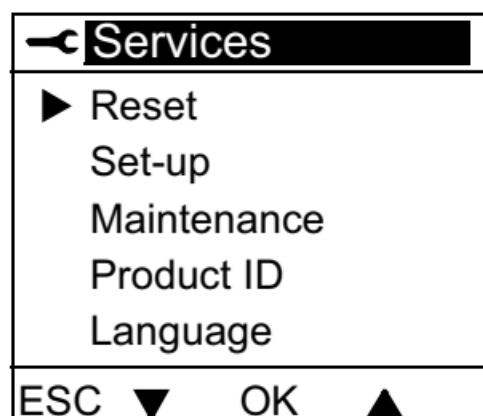 Services
Reset
Set-up
Maintenance
Product ID
Language
ESC OK